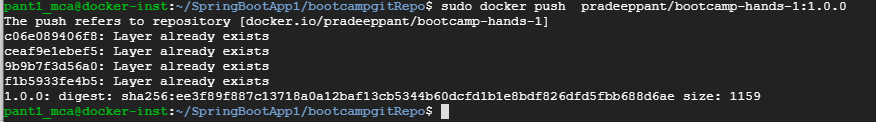 pant1_mca@docker-inst:~/SpringBootApp1/bootcampgitRepo$ sudo docker push  pradeeppant/bootcamp-hands-1:1.0.0
The push refers to repository [docker.io/pradeeppant/bootcamp-hands-1]
c06e089406f8: Layer already exists
ceaf9e1ebef5: Layer already exists
9b9b7f3d56a0: Layer already exists
f1b5933fe4b5: Layer already exists
1.0.0: digest: sha256:ee3f89f887c13718a0a12baf13cb5344b60dcfd1b1e8bdf826dfd5fbb688d6ae size: 1159
pant1_mca@docker-inst:~/SpringBootApp1/bootcampgitRepo$